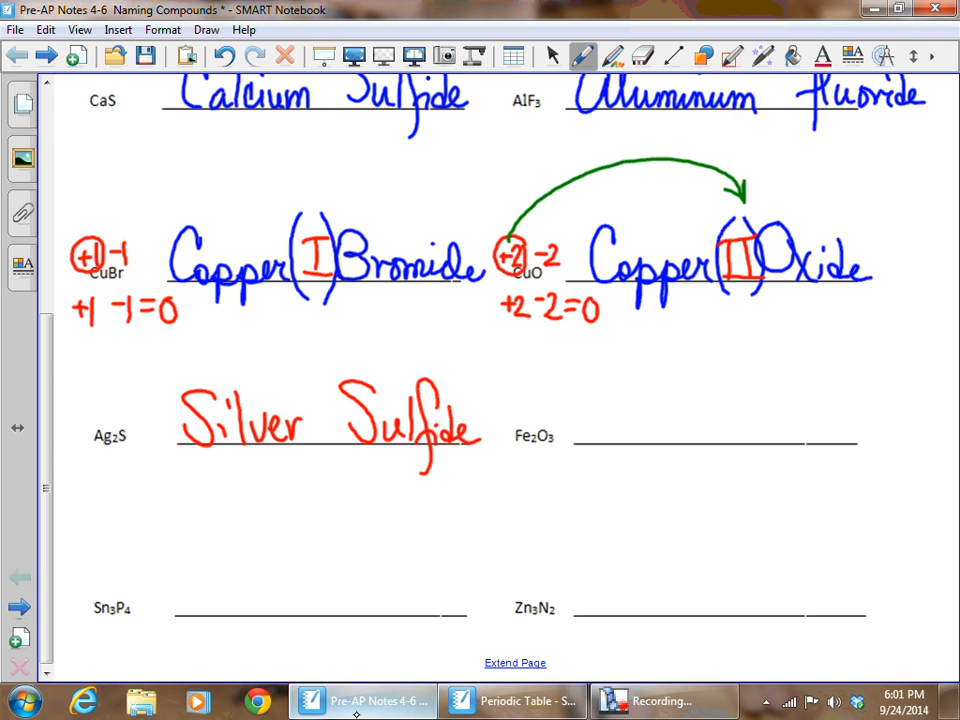 Pre-AP Notes 4-6 Naming Compounds * - SMART Notebook
File Edit View Insert Format Draw Help
CaS Calcium Sulfide AlF₃ Aluminum fluoride
+1 -1 +2 -2
CuBr Copper (I) Bromide CuO Copper (II) Oxide
+1 -1 = 0 +2 -2 = 0
Ag₂S Silver Sulfide Fe₂O₃
Sn₃P₄ Zn₃N₂
Extend Page
Pre-AP Notes 4-6 ... Periodic Table - S... Recording...
6:01 PM
9/24/2014